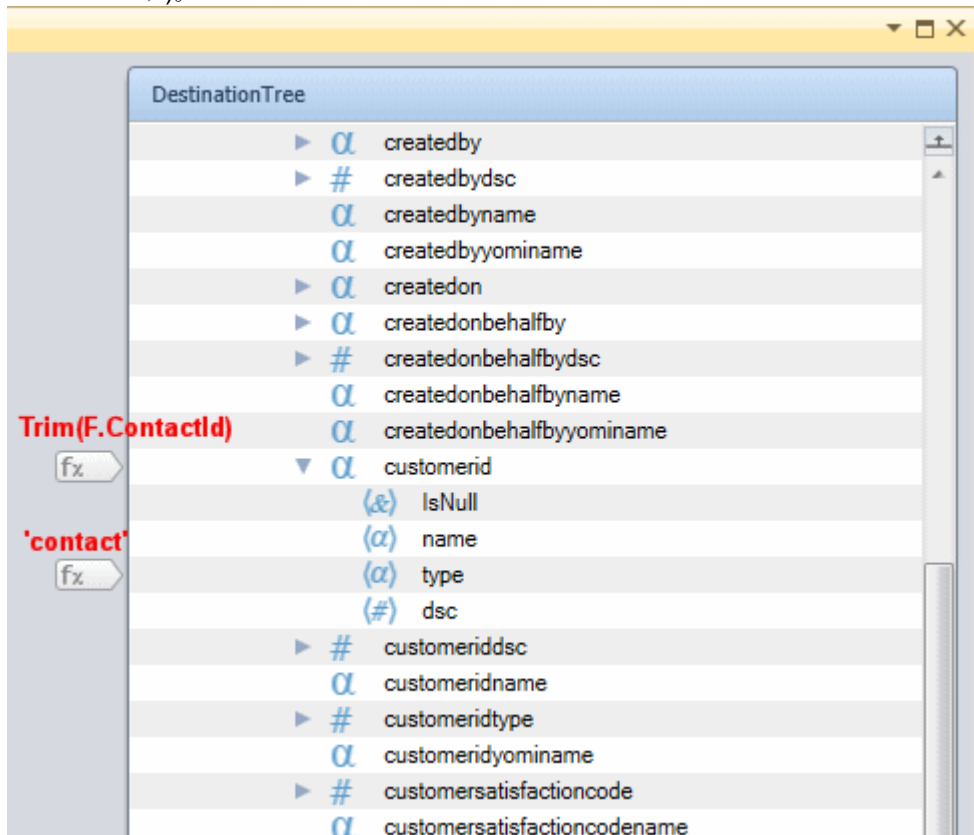 DestinationTree
α createdby
# createdbydsc
α createdbyname
α createdbyyominame
α createdon
α createdonbehalfby
# createdonbehalfbydsc
α createdonbehalfbyname
Trim(F.ContactId)
α createdonbehalfbyyominame
fx α customerid
(&) IsNull
'contact'
(α) name
fx (α) type
(#) dsc
# customeriddsc
α customeridname
# customeridtype
α customeridyominame
# customersatisfactioncode
α customersatisfactioncodename